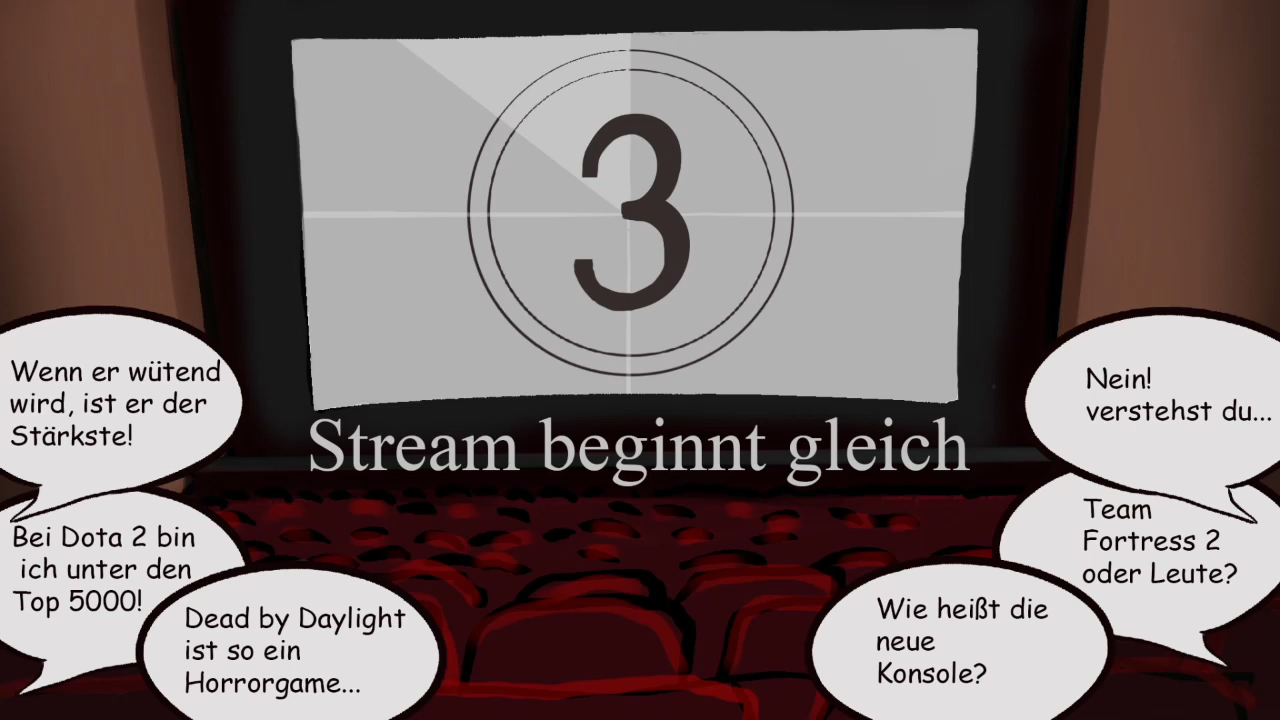 3
Stream beginnt gleich
Wenn er wütend
wird, ist er der
Stärkste!
Bei Dota 2 bin
ich unter den
Top 5000!
Dead by Daylight
ist so ein
Horrorgame...
Nein!
verstehst du...
Team
Fortress 2
oder Leute?
Wie heißt die
neue
Konsole?